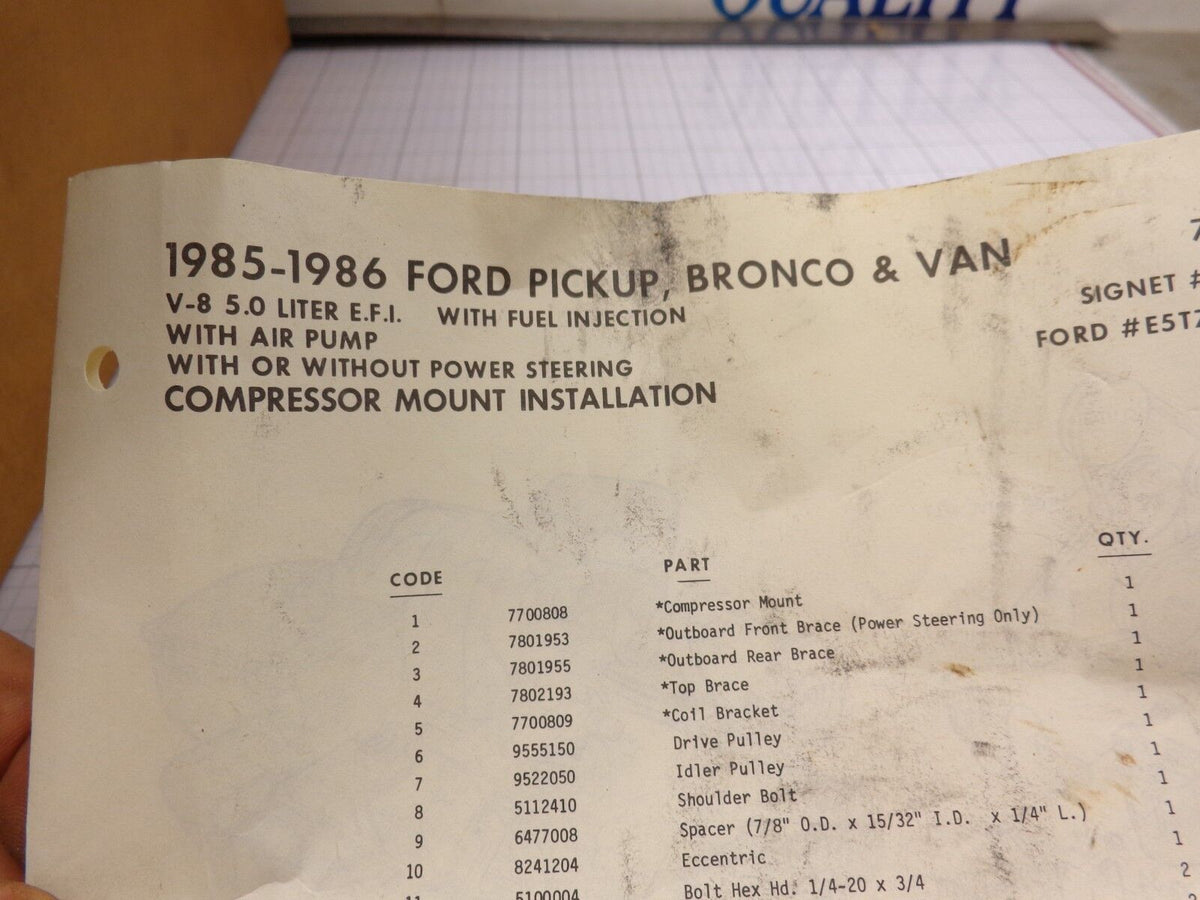 QUALITY
1985-1986 FORD PICKUP, BRONCO & VAN
V-8 5.0 LITER E.F.I. WITH FUEL INJECTION
WITH AIR PUMP
WITH OR WITHOUT POWER STEERING
COMPRESSOR MOUNT INSTALLATION
7
SIGNET #
FORD #E5T7
CODE PART QTY.
1 7700808 *Compressor Mount 1
2 7801953 *Outboard Front Brace (Power Steering Only) 1
3 7801955 *Outboard Rear Brace 1
4 7802193 *Top Brace 1
5 7700809 *Coil Bracket 1
6 9555150 Drive Pulley 1
7 9522050 Idler Pulley 1
8 5112410 Shoulder Bolt 1
9 6477008 Spacer (7/8" O.D. x 15/32" I.D. x 1/4" L.) 1
10 8241204 Eccentric 1
11 5100004 Bolt Hex Hd. 1/4-20 x 3/4 2